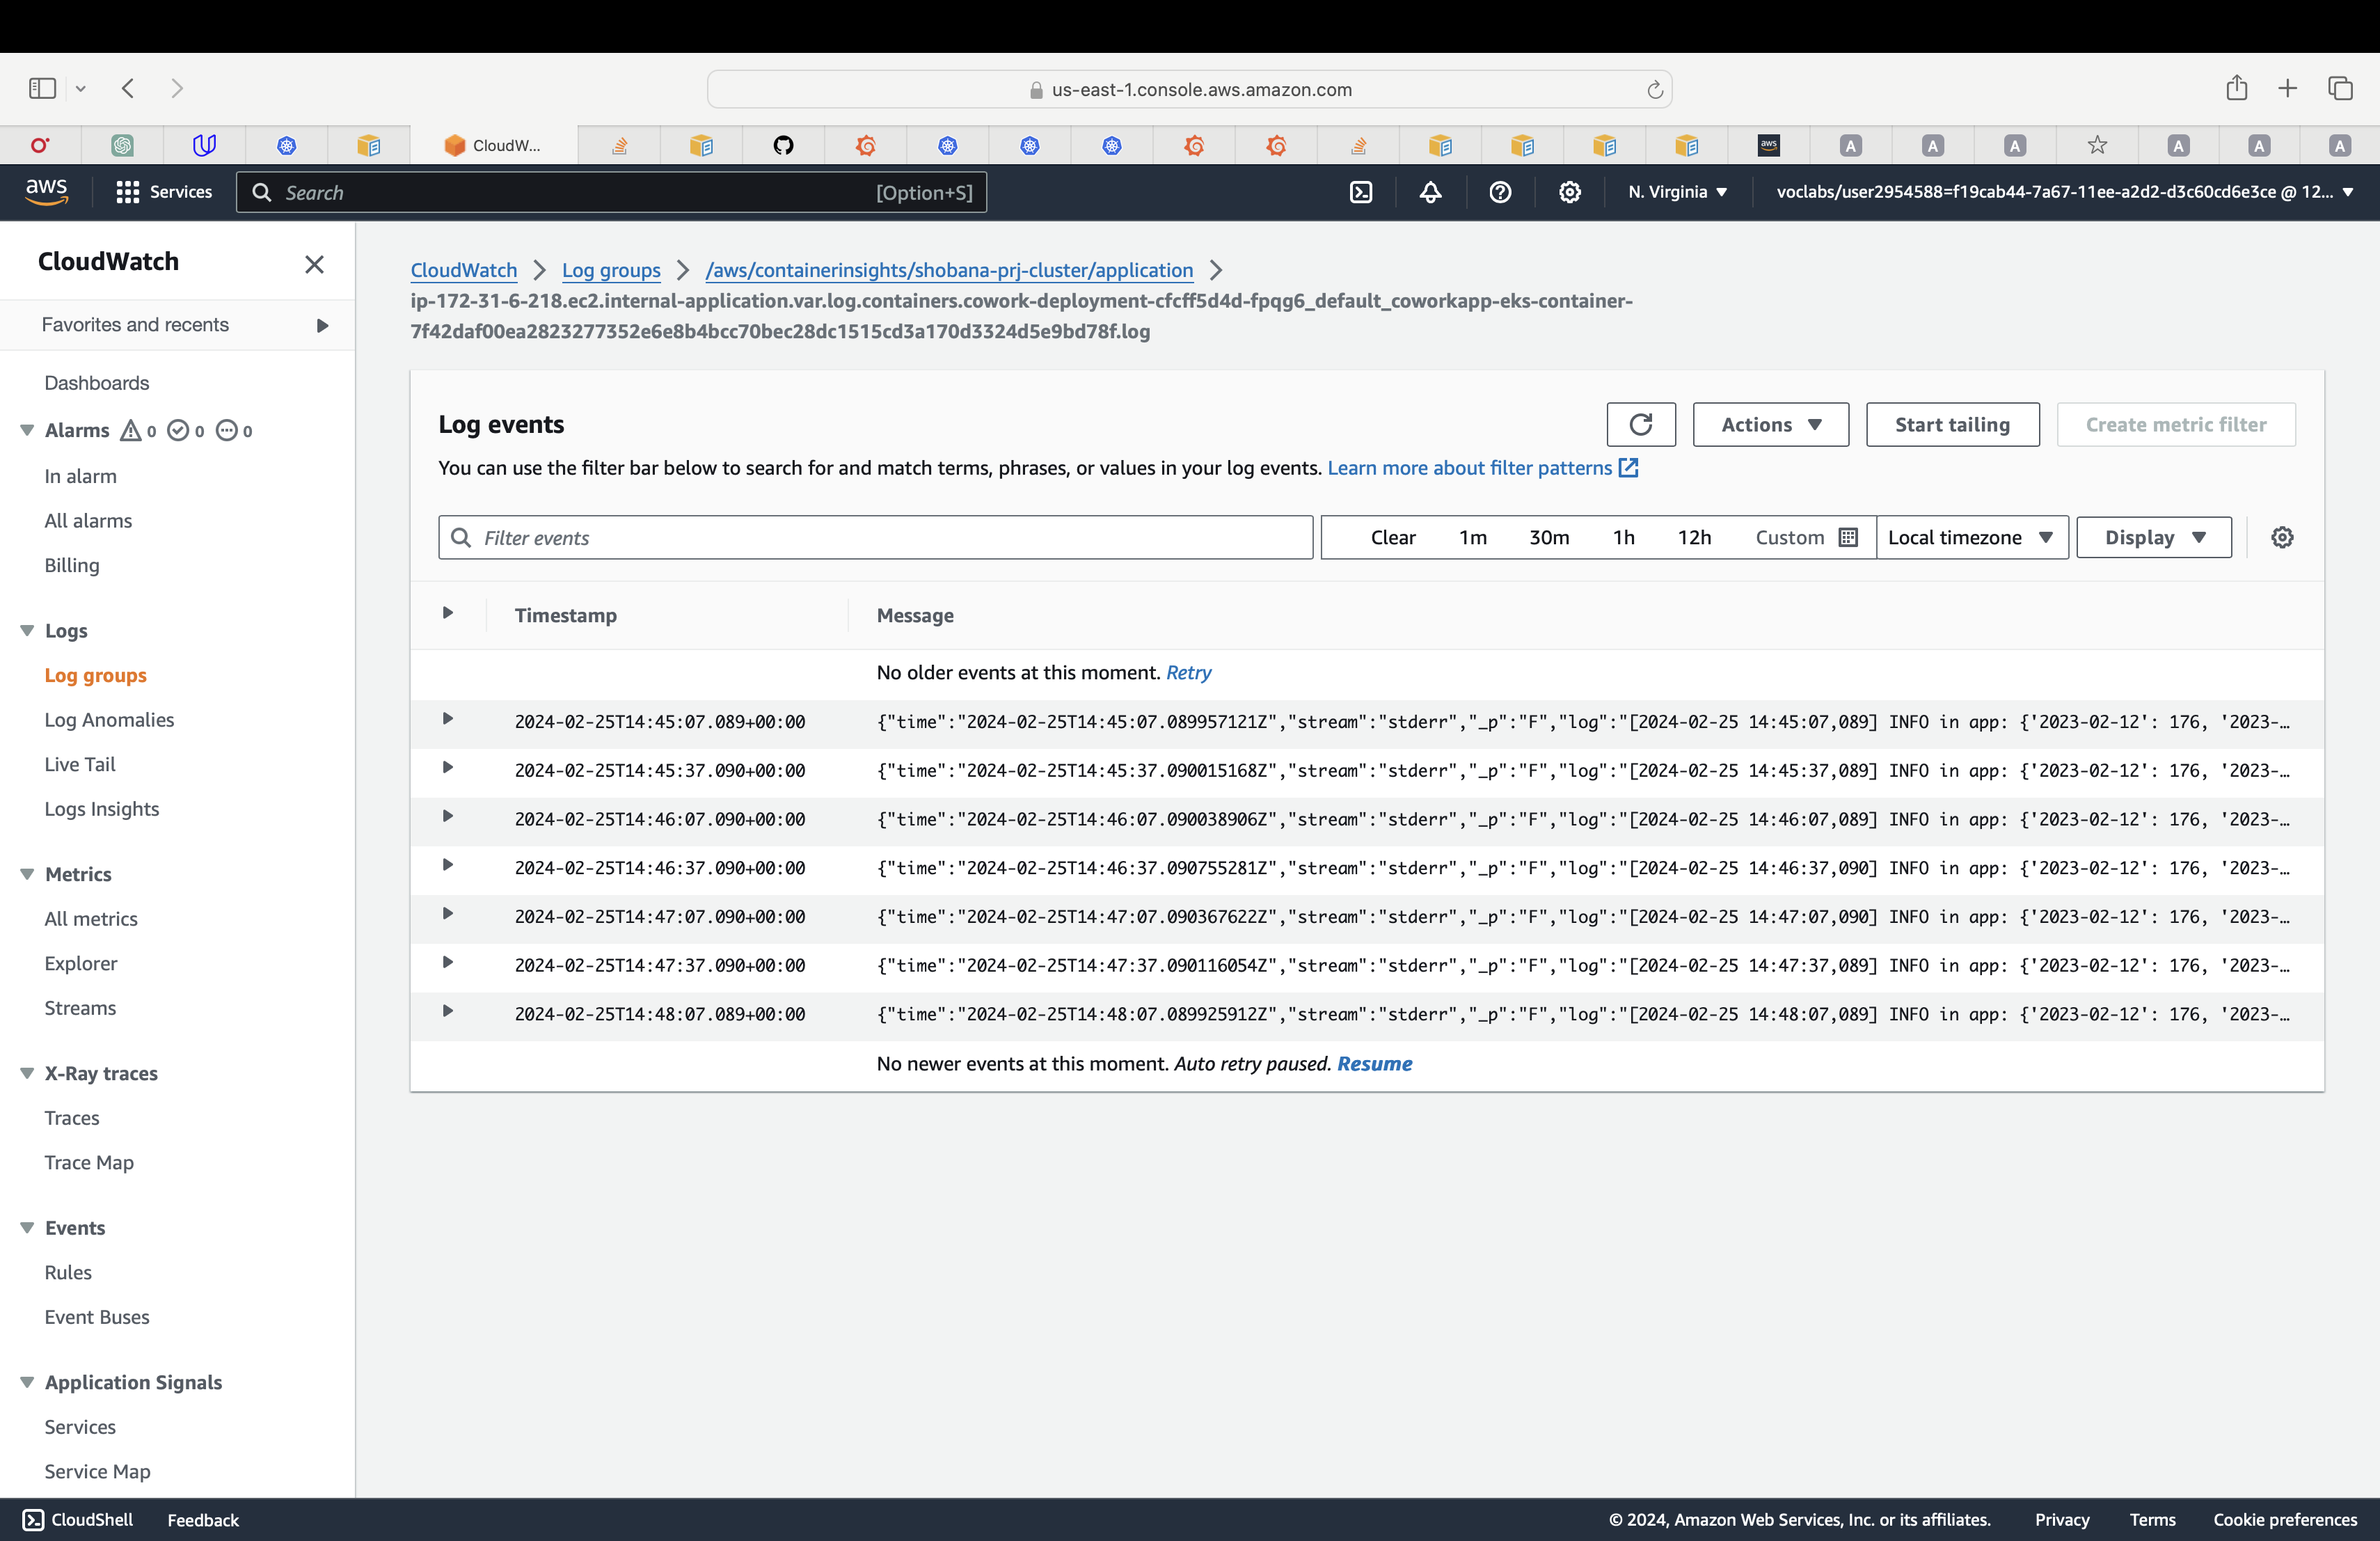 us-east-1.console.aws.amazon.com
CloudW...
aws
A
A
A
A
A
A
aws
Services
Search
[Option+S]
N. Virginia
voclabs/user2954588=f19cab44-7a67-11ee-a2d2-d3c60cd6e3ce @ 12...
CloudWatch
Favorites and recents
Dashboards
Alarms 0 0 0
In alarm
All alarms
Billing
Logs
Log groups
Log Anomalies
Live Tail
Logs Insights
Metrics
All metrics
Explorer
Streams
X-Ray traces
Traces
Trace Map
Events
Rules
Event Buses
Application Signals
Services
Service Map
CloudWatch
Log groups
/aws/containerinsights/shobana-prj-cluster/application
ip-172-31-6-218.ec2.internal-application.var.log.containers.cowork-deployment-cfcff5d4d-fpqg6_default_coworkapp-eks-container-
7f42daf00ea2823277352e6e8b4bcc70bec28dc1515cd3a170d3324d5e9bd78f.log
Log events
Actions
Start tailing
Create metric filter
You can use the filter bar below to search for and match terms, phrases, or values in your log events. Learn more about filter patterns
Filter events
Clear
1m
30m
1h
12h
Custom
Local timezone
Display
Timestamp
Message
No older events at this moment. Retry
2024-02-25T14:45:07.089+00:00 {"time":"2024-02-25T14:45:07.089957121Z","stream":"stderr","_p":"F","log":"[2024-02-25 14:45:07,089] INFO in app: {'2023-02-12': 176, '2023-…
2024-02-25T14:45:37.090+00:00 {"time":"2024-02-25T14:45:37.090015168Z","stream":"stderr","_p":"F","log":"[2024-02-25 14:45:37,089] INFO in app: {'2023-02-12': 176, '2023-…
2024-02-25T14:46:07.090+00:00 {"time":"2024-02-25T14:46:07.090038906Z","stream":"stderr","_p":"F","log":"[2024-02-25 14:46:07,089] INFO in app: {'2023-02-12': 176, '2023-…
2024-02-25T14:46:37.090+00:00 {"time":"2024-02-25T14:46:37.090755281Z","stream":"stderr","_p":"F","log":"[2024-02-25 14:46:37,090] INFO in app: {'2023-02-12': 176, '2023-…
2024-02-25T14:47:07.090+00:00 {"time":"2024-02-25T14:47:07.090367622Z","stream":"stderr","_p":"F","log":"[2024-02-25 14:47:07,090] INFO in app: {'2023-02-12': 176, '2023-…
2024-02-25T14:47:37.090+00:00 {"time":"2024-02-25T14:47:37.090116054Z","stream":"stderr","_p":"F","log":"[2024-02-25 14:47:37,089] INFO in app: {'2023-02-12': 176, '2023-…
2024-02-25T14:48:07.089+00:00 {"time":"2024-02-25T14:48:07.089925912Z","stream":"stderr","_p":"F","log":"[2024-02-25 14:48:07,089] INFO in app: {'2023-02-12': 176, '2023-…
No newer events at this moment. Auto retry paused. Resume
CloudShell
Feedback
© 2024, Amazon Web Services, Inc. or its affiliates.
Privacy
Terms
Cookie preferences